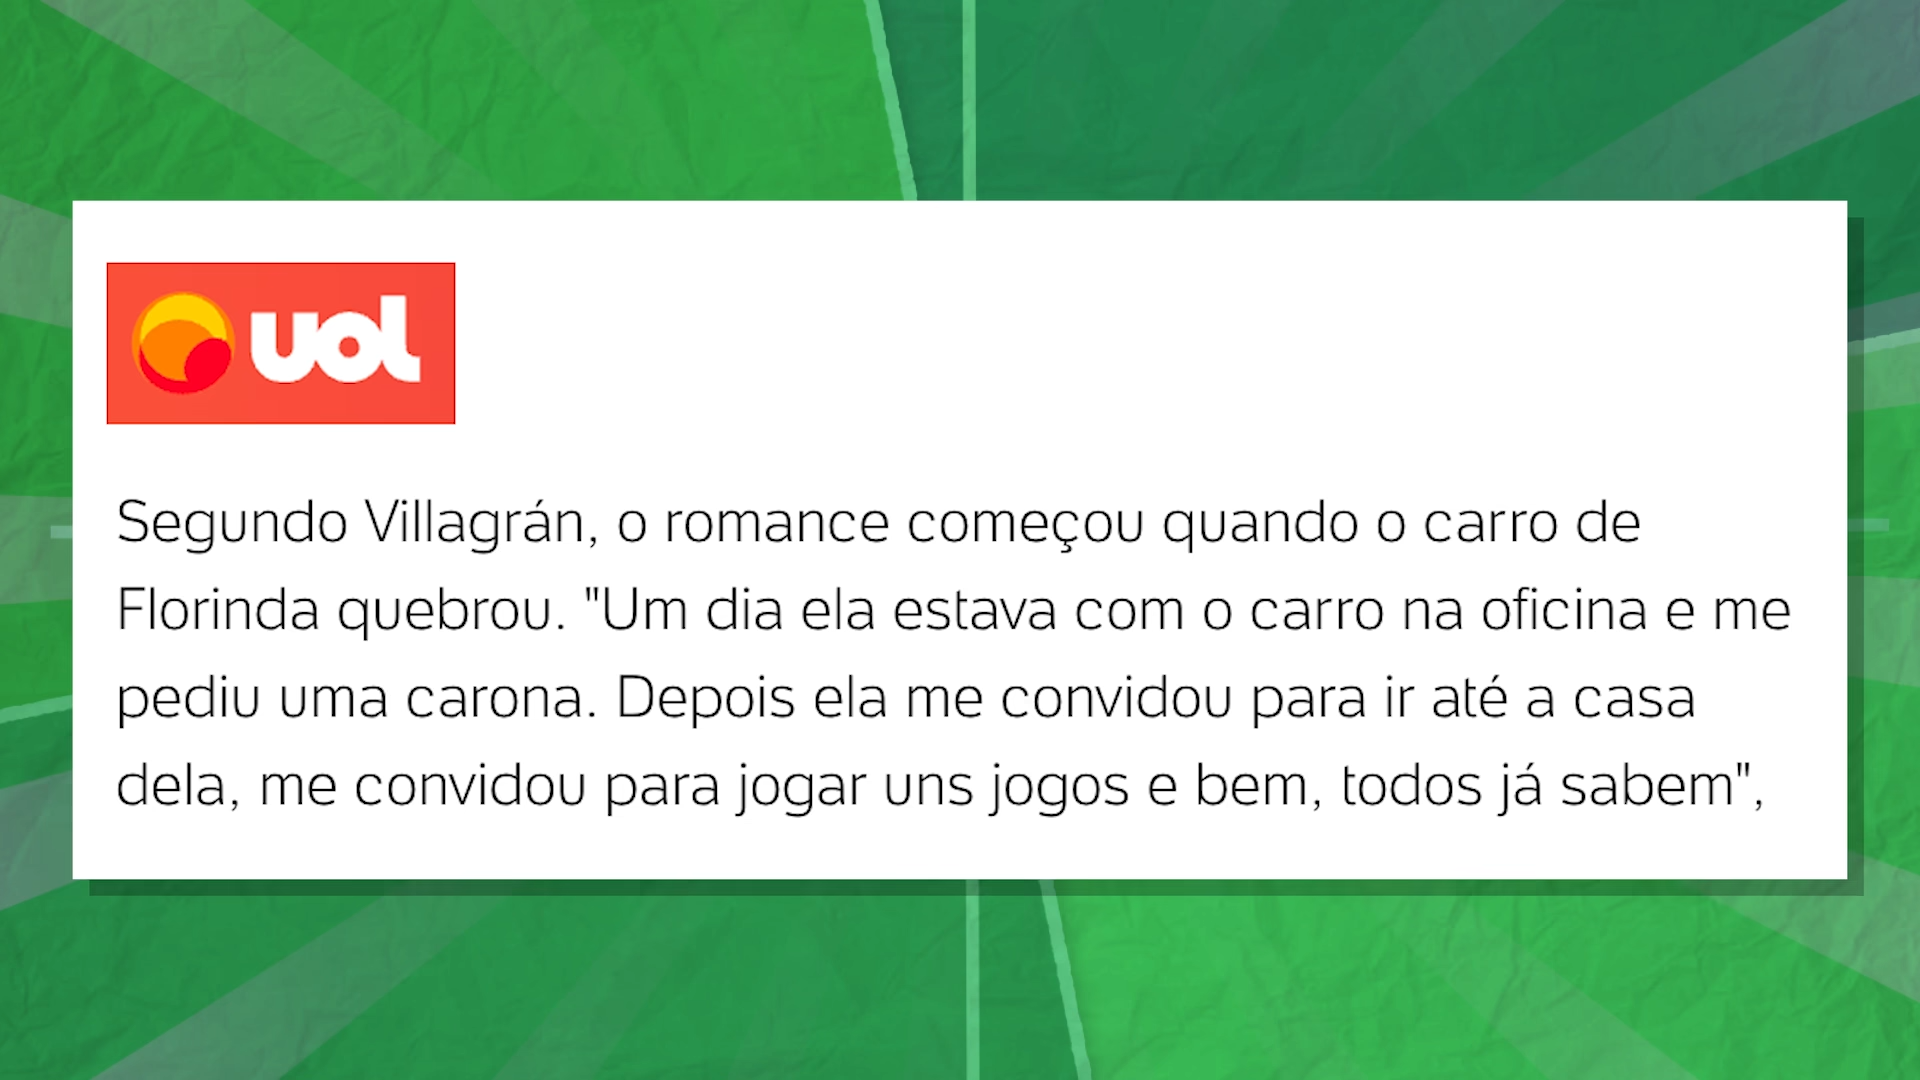 uol
Segundo Villagrán, o romance começou quando o carro de
Florinda quebrou. "Um dia ela estava com o carro na oficina e me
pediu uma carona. Depois ela me convidou para ir até a casa
dela, me convidou para jogar uns jogos e bem, todos já sabem",